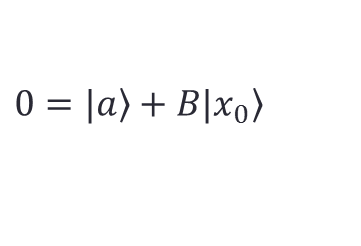 0 = |a⟩ + B|x₀⟩